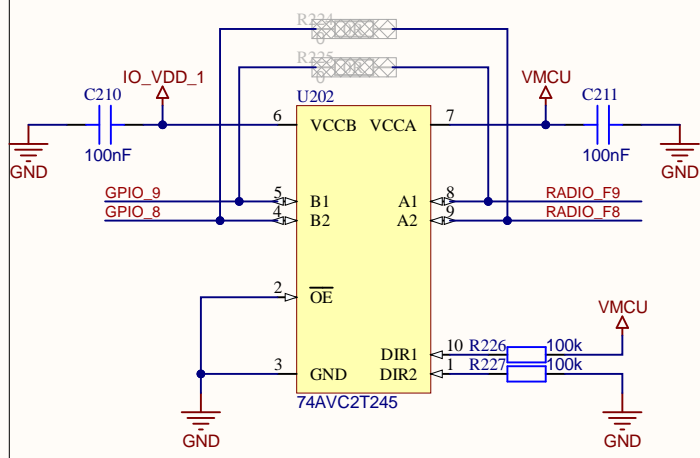 R224
0
R225
0
IO_VDD_1
U202
VMCU
C210
C211
6
VCCB
VCCA
7
100nF
100nF
GND
GND
GPIO_9
5
B1
A1
8
RADIO_F9
GPIO_8
4
B2
A2
9
RADIO_F8
2
OE
VMCU
DIR1
10
R226
100k
3
GND
DIR2
1
R227
100k
74AVC2T245
GND
GND